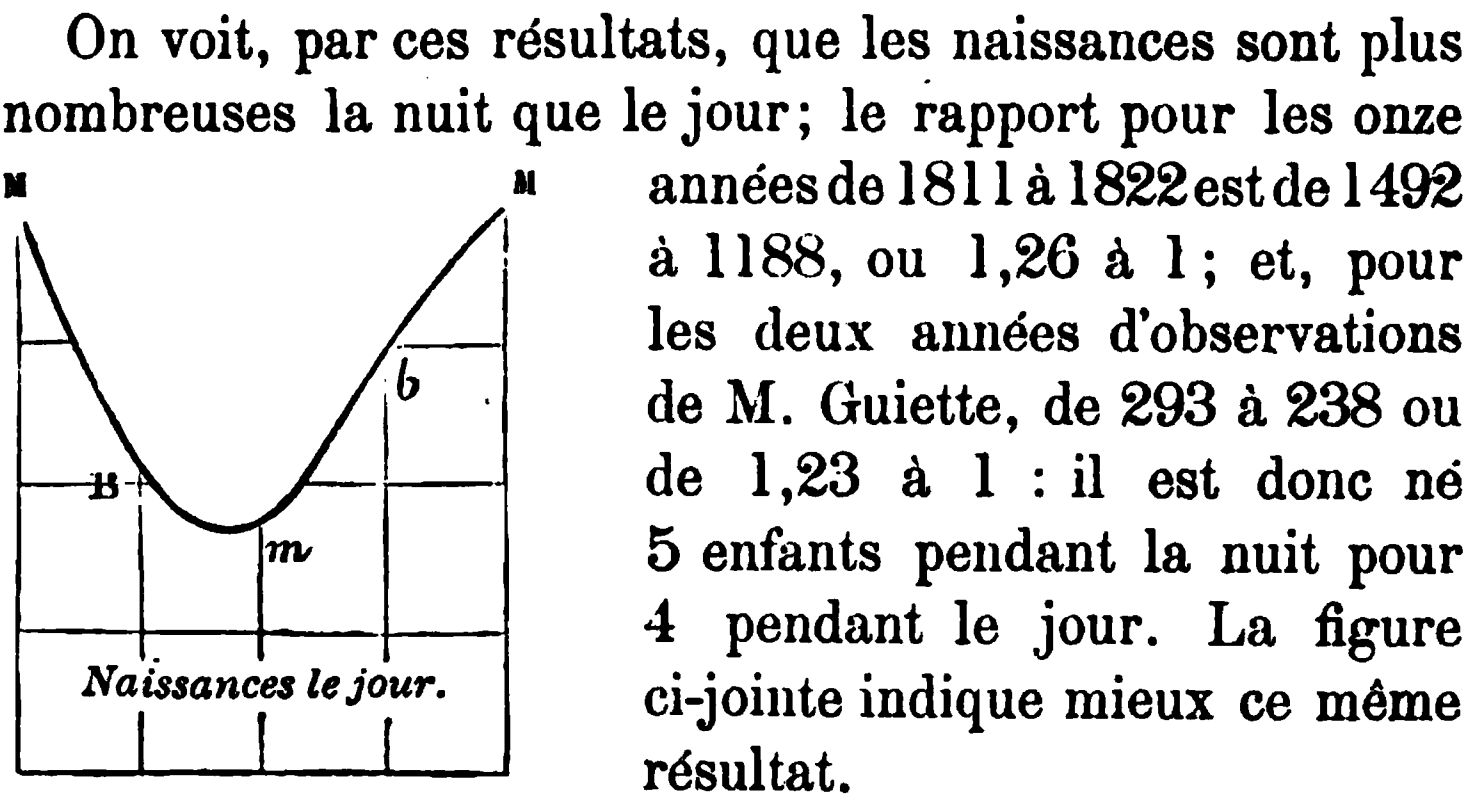 On voit, par ces résultats, que les naissances sont plus
nombreuses la nuit que le jour; le rapport pour les onze
années de 1811 à 1822 est de 1492
à 1188, ou 1,26 à 1; et, pour
les deux années d'observations
de M. Guiette, de 293 à 238 ou
de 1,23 à 1 : il est donc né
5 enfants pendant la nuit pour
4 pendant le jour. La figure
ci-jointe indique mieux ce même
résultat.
M M
b
B
m
Naissances le jour.